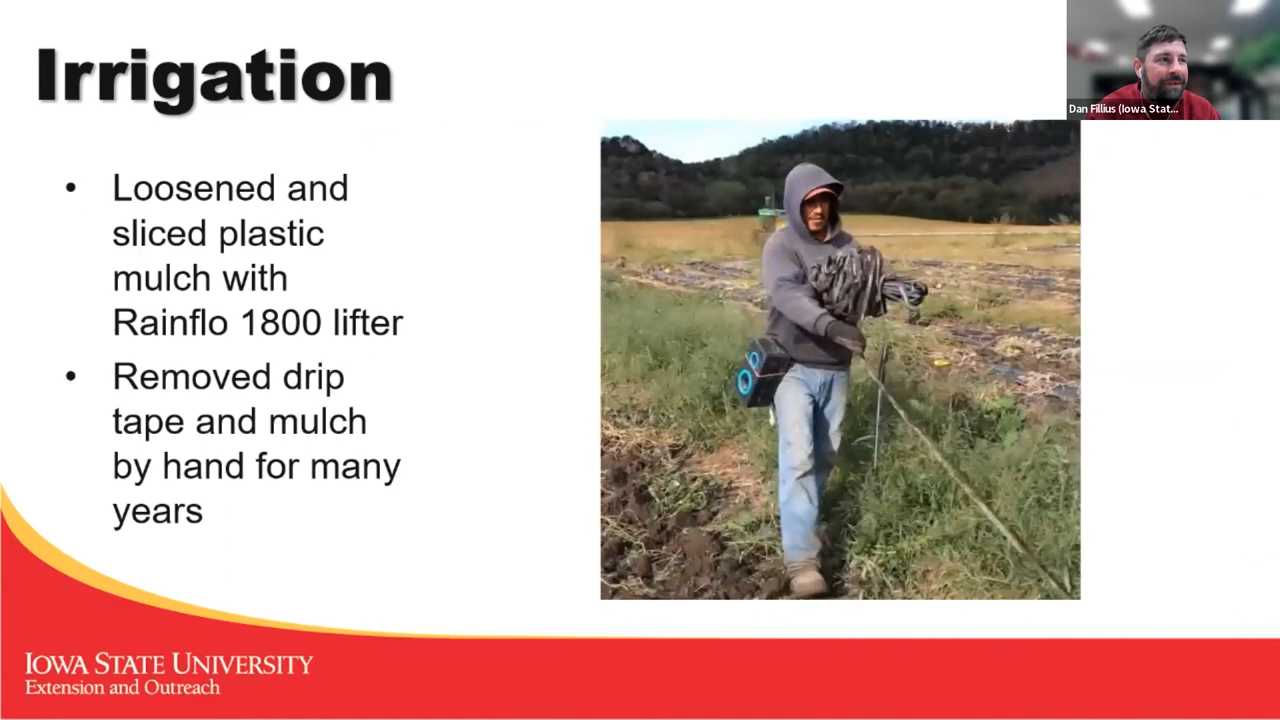 Irrigation
Dan Fillius (Iowa Stat...
• Loosened and
sliced plastic
mulch with
Rainflo 1800 lifter
• Removed drip
tape and mulch
by hand for many
years
IOWA STATE UNIVERSITY
Extension and Outreach